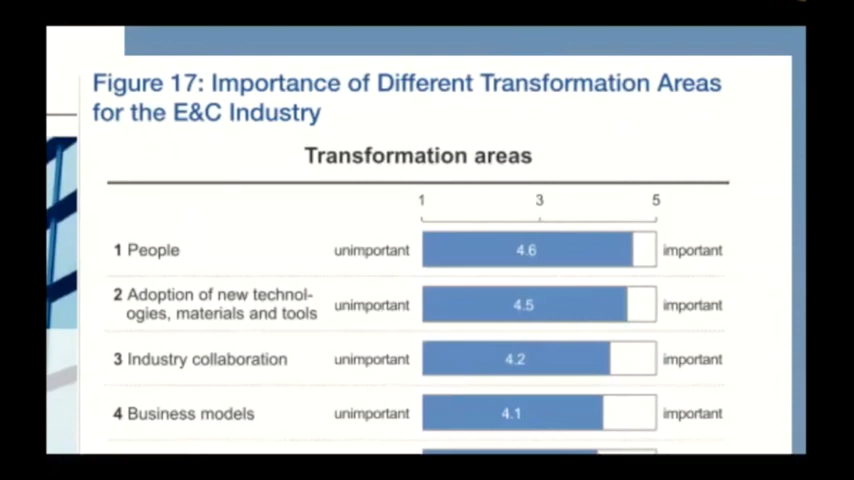 Figure 17: Importance of Different Transformation Areas
for the E&C Industry
Transformation areas
1 3 5
1 People unimportant 4.6 important
2 Adoption of new technol-
ogies, materials and tools unimportant 4.5 important
3 Industry collaboration unimportant 4.2 important
4 Business models unimportant 4.1 important